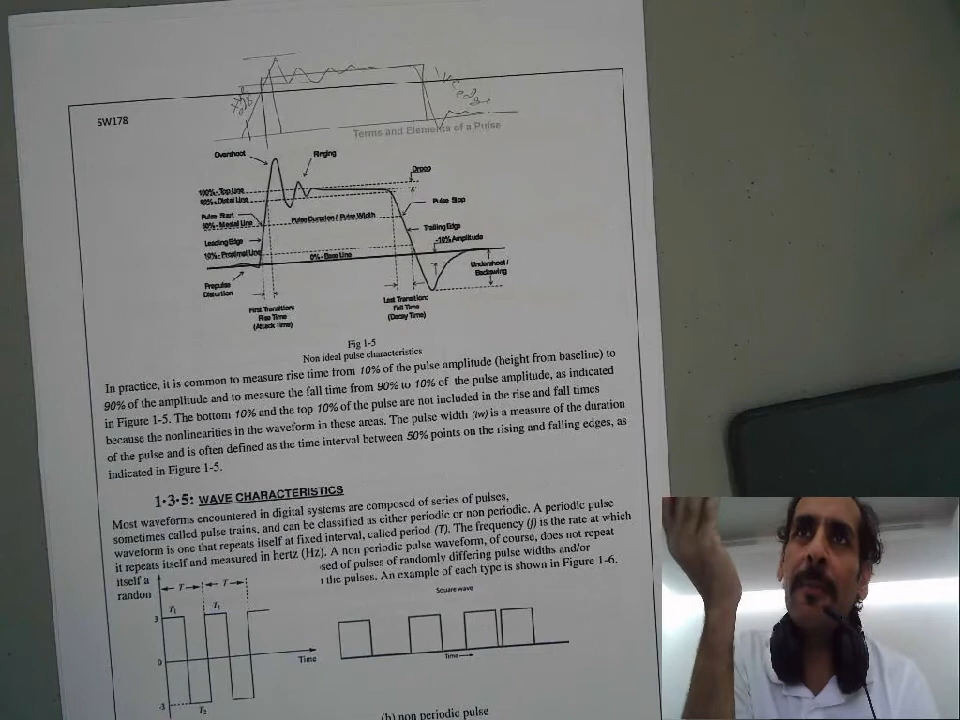 SW178
Terms and Elements of a Pulse
Overshoot
Ringing
Droop
100% - Top Line
90% - Distal Line
Pulse Start
50% - Mesial Line
Pulse Duration / Pulse Width
Pulse Stop
Leading Edge
Trailing Edge
10% - Proximal Line
0% - Base Line
-10% Amplitude
Undershoot /
Backswing
Prepulse
Distortion
First Transition:
Rise Time
(Attack time)
Last Transition:
Fall Time
(Decay Time)
Fig 1-5
Non ideal pulse characteristics
In practice, it is common to measure rise time from 10% of the pulse amplitude (height from baseline) to
90% of the amplitude and to measure the fall time from 90% to 10% of the pulse amplitude, as indicated
in Figure 1-5. The bottom 10% and the top 10% of the pulse are not included in the rise and fall times
because the nonlinearities in the waveform in these areas. The pulse width (tw) is a measure of the duration
of the pulse and is often defined as the time interval between 50% points on the rising and falling edges, as
indicated in Figure 1-5.
1•3•5: WAVE CHARACTERISTICS
Most waveforms encountered in digital systems are composed of series of pulses,
sometimes called pulse trains, and can be classified as either periodic or non periodic. A periodic pulse
waveform is one that repeats itself at fixed interval, called period (T). The frequency (f) is the rate at which
it repeats itself and measured in hertz (Hz). A non periodic pulse waveform, of course, does not repeat
itself a sed of pulses of randomly differing pulse widths and/or
randon the pulses. An example of each type is shown in Figure 1-6.
T T
T₁ T₁
3
0
-3
T₂
Time
Square wave
Time
(b) non periodic pulse